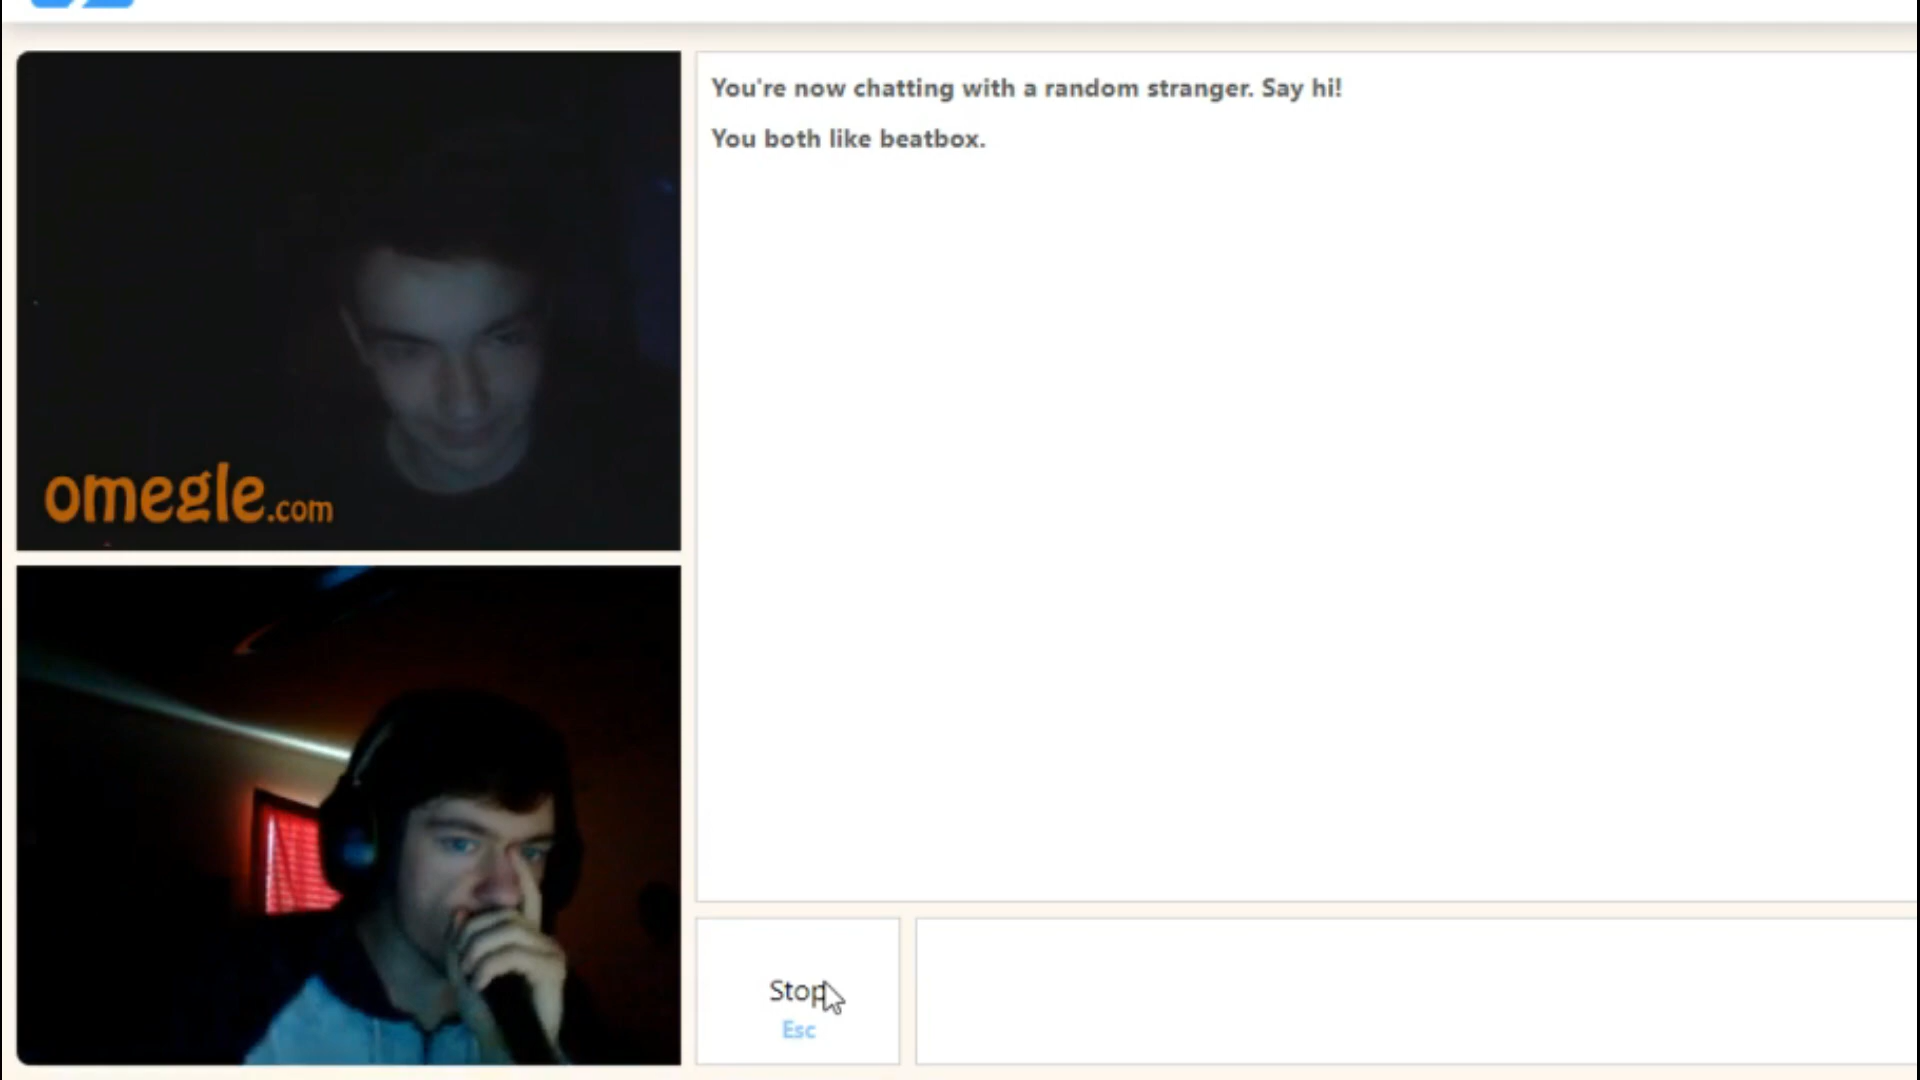 You're now chatting with a random stranger. Say hi!
You both like beatbox.
omegle.com
Stop
Esc